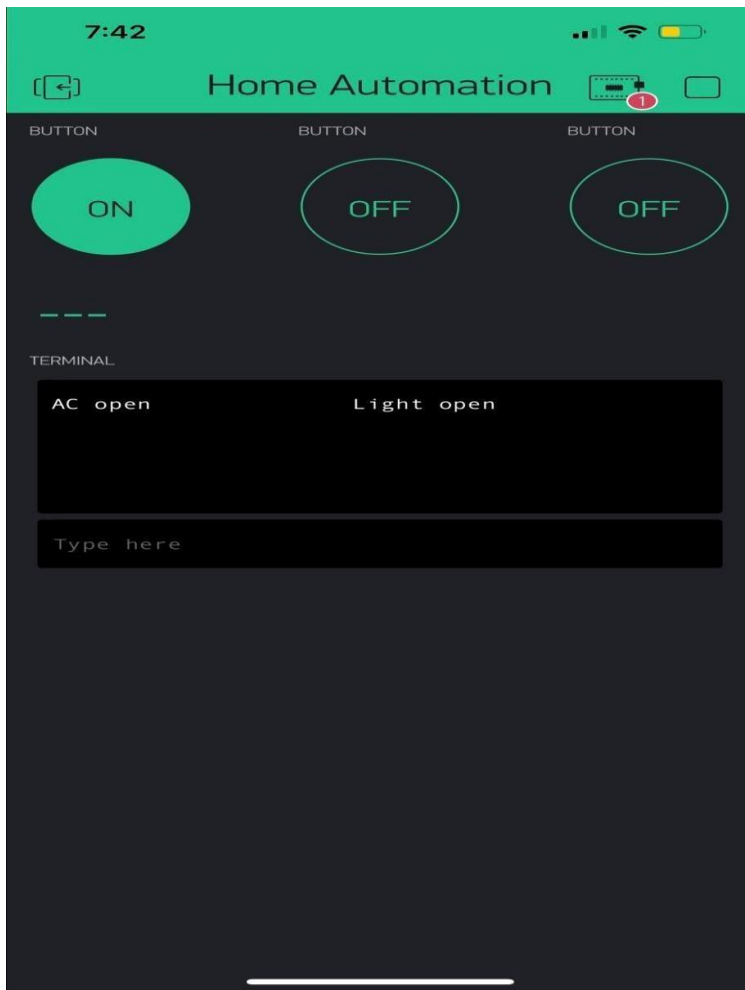 7:42
Home Automation 1
BUTTON BUTTON BUTTON
ON OFF OFF
---
TERMINAL
AC open Light open
Type here